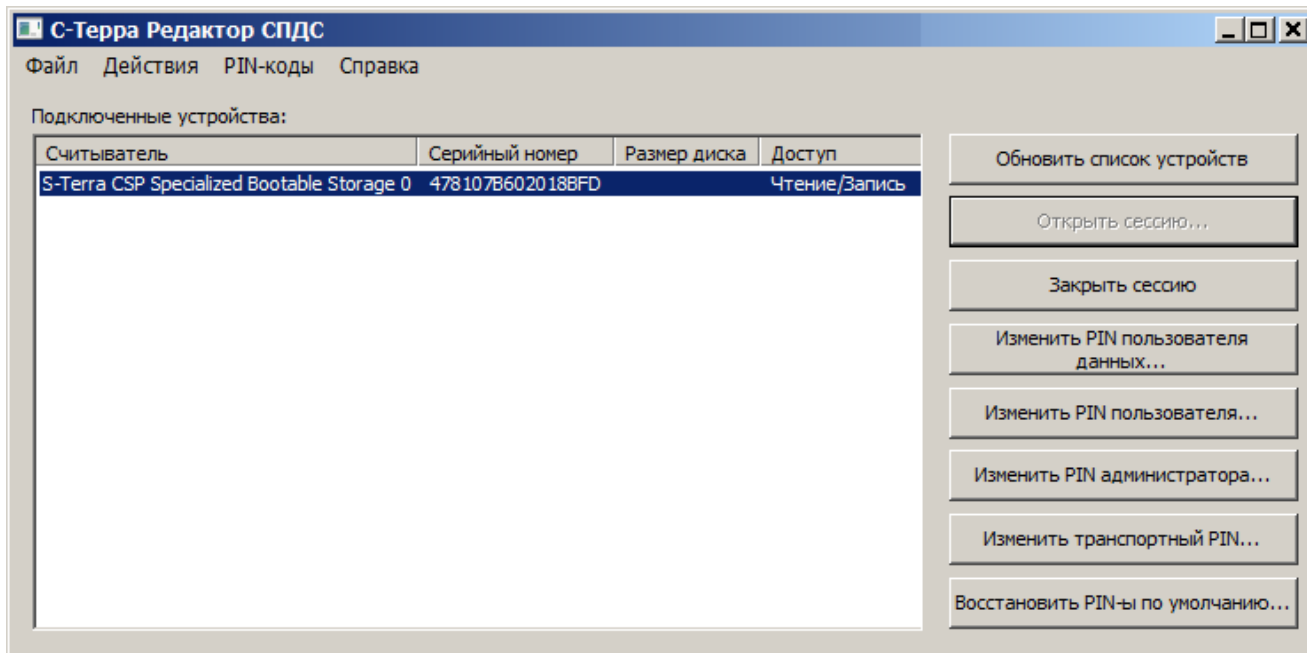 С-Терра Редактор СПДС
Файл Действия PIN-коды Справка
Подключенные устройства:
Считыватель Серийный номер Размер диска Доступ
S-Terra CSP Specialized Bootable Storage 0 478107B602018BFD Чтение/Запись
Обновить список устройств
Открыть сессию...
Закрыть сессию
Изменить PIN пользователя
данных...
Изменить PIN пользователя...
Изменить PIN администратора...
Изменить транспортный PIN...
Восстановить PIN-ы по умолчанию...